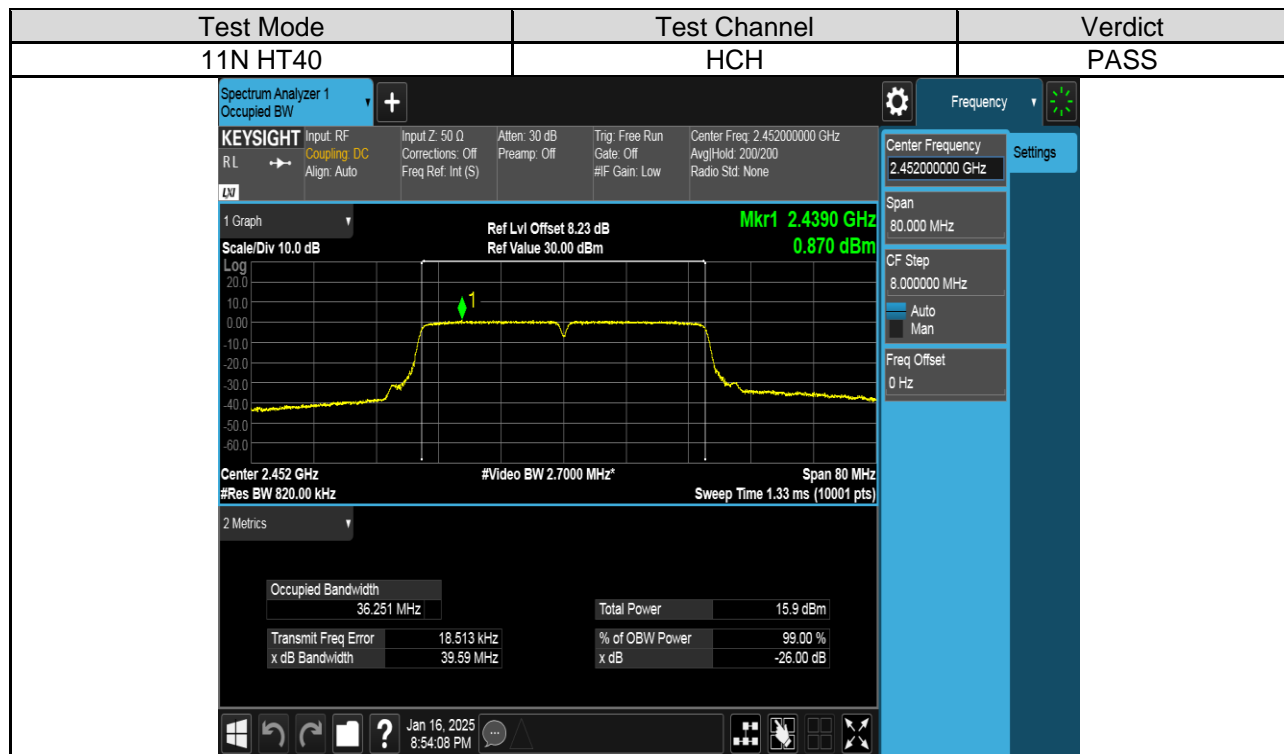 Test Mode Test Channel Verdict
11N HT40 HCH PASS
Spectrum Analyzer 1
Occupied BW
+
Frequency
KEYSIGHT
R L
LXI
Input: RF
Coupling: DC
Align: Auto
Input Z: 50 Ω
Corrections: Off
Freq Ref: Int (S)
Atten: 30 dB
Preamp: Off
Trig: Free Run
Gate: Off
#IF Gain: Low
Center Freq: 2.452000000 GHz
Avg|Hold: 200/200
Radio Std: None
Center Frequency
2.452000000 GHz
Settings
Span
80.000 MHz
CF Step
8.000000 MHz
Auto
Man
Freq Offset
0 Hz
1 Graph
Scale/Div 10.0 dB
Ref Lvl Offset 8.23 dB
Ref Value 30.00 dBm
Mkr1 2.4390 GHz
0.870 dBm
Log
20.0
10.0
0.00
-10.0
-20.0
-30.0
-40.0
-50.0
-60.0
1
Center 2.452 GHz
#Res BW 820.00 kHz
#Video BW 2.7000 MHz*
Span 80 MHz
Sweep Time 1.33 ms (10001 pts)
2 Metrics
Occupied Bandwidth
36.251 MHz
Total Power 15.9 dBm
Transmit Freq Error 18.513 kHz
% of OBW Power 99.00 %
x dB Bandwidth 39.59 MHz
x dB -26.00 dB
?
Jan 16, 2025
8:54:08 PM